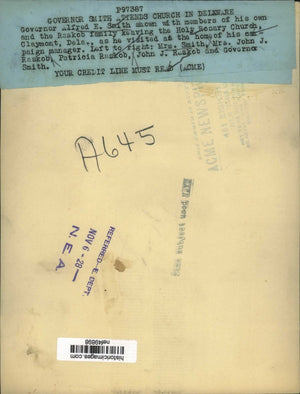 P97387
GOVERNOR SMITH ATTENDS CHURCH IN DELAWARE
Governor Alfred E. Smith shown with members of his own
and the Raskob family leaving the Holy Rosary Church,
Claymont, Dela., as he visited at the home of his cam-
paign manager. Left to right: Mrs. Smith, Mrs. John J.
Raskob, Patricia Raskob, John J. Raskob and Governor
Smith.
YOUR CREDIT LINE MUST READ (ACME)
A645
ACME NEWS
REFERRED-E. DEPT.
NOV 6-28
N.E.A.
historicimages.com